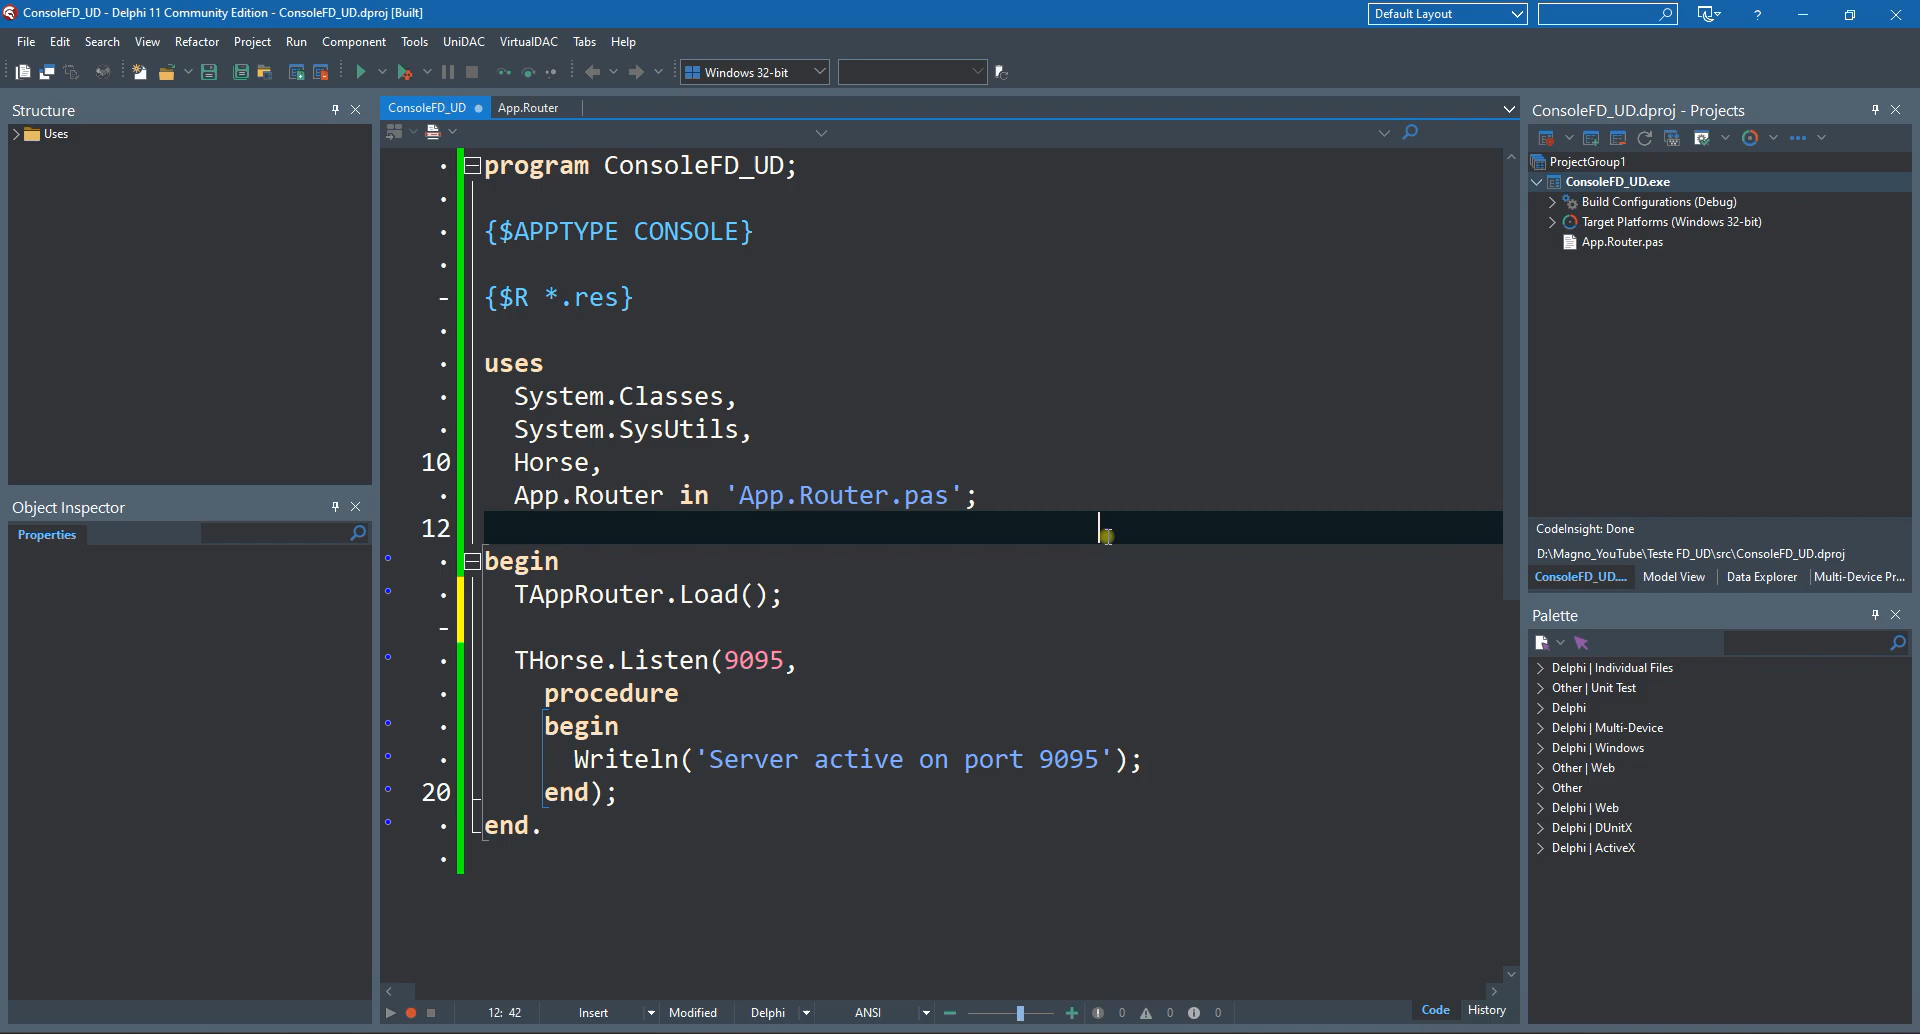 ConsoleFD_UD - Delphi 11 Community Edition - ConsoleFD_UD.dproj [Built]
Default Layout
?
File Edit Search View Refactor Project Run Component Tools UniDAC VirtualDAC Tabs Help
Windows 32-bit
Structure
Uses
Object Inspector
Properties
ConsoleFD_UD
App.Router
program ConsoleFD_UD;
{$APPTYPE CONSOLE}
{$R *.res}
uses
System.Classes,
System.SysUtils,
10 Horse,
App.Router in 'App.Router.pas';
12
begin
TAppRouter.Load();
THorse.Listen(9095,
procedure
begin
Writeln('Server active on port 9095');
20 end);
end.
12: 42
Insert
Modified
Delphi
ANSI
0
0
0
Code
History
ConsoleFD_UD.dproj - Projects
ProjectGroup1
ConsoleFD_UD.exe
Build Configurations (Debug)
Target Platforms (Windows 32-bit)
App.Router.pas
CodeInsight: Done
D:\Magno_YouTube\Teste FD_UD\src\ConsoleFD_UD.dproj
ConsoleFD_UD.... Model View Data Explorer Multi-Device Pr...
Palette
Delphi | Individual Files
Other | Unit Test
Delphi
Delphi | Multi-Device
Delphi | Windows
Other | Web
Other
Delphi | Web
Delphi | DUnitX
Delphi | ActiveX